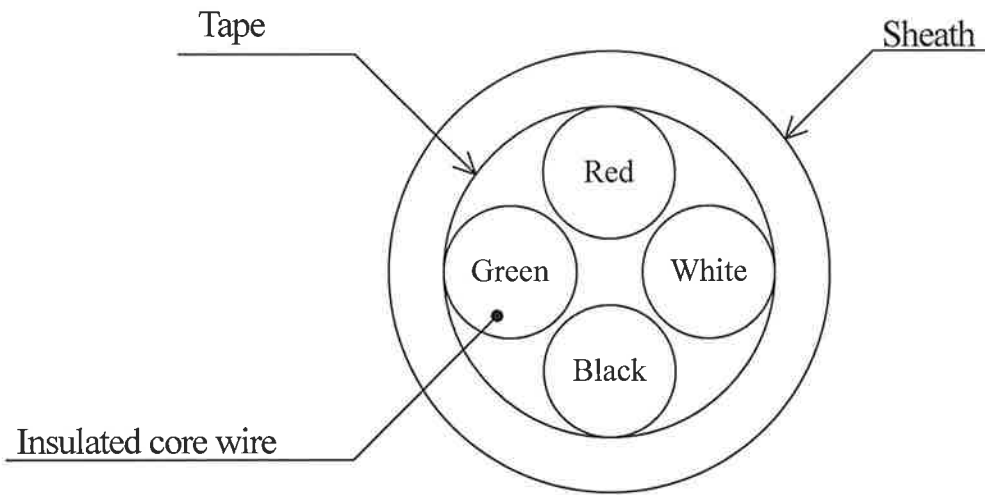 Tape
Sheath
Red
Green
White
Black
Insulated core wire